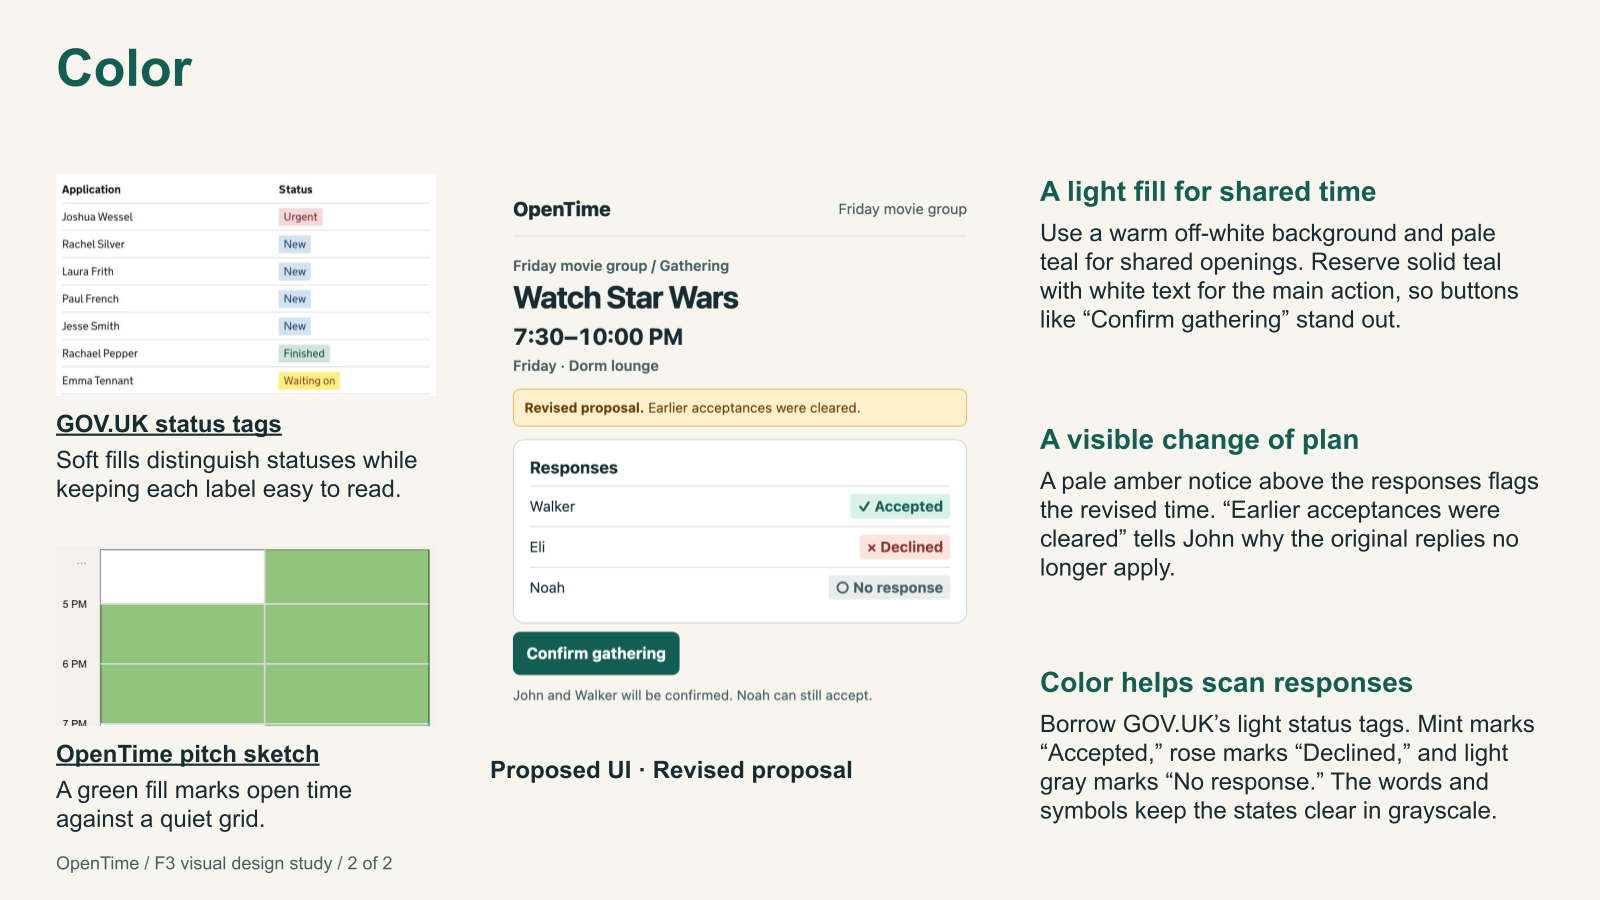 Color
Application Status
Joshua Wessel Urgent
Rachel Silver New
Laura Frith New
Paul French New
Jesse Smith New
Rachael Pepper Finished
Emma Tennant Waiting on
GOV.UK status tags
Soft fills distinguish statuses while
keeping each label easy to read.
...
5 PM
6 PM
7 PM
OpenTime pitch sketch
A green fill marks open time
against a quiet grid.
OpenTime / F3 visual design study / 2 of 2
OpenTime Friday movie group
Friday movie group / Gathering
Watch Star Wars
7:30–10:00 PM
Friday · Dorm lounge
Revised proposal. Earlier acceptances were cleared.
Responses
Walker ✓ Accepted
Eli × Declined
Noah ○ No response
Confirm gathering
John and Walker will be confirmed. Noah can still accept.
Proposed UI · Revised proposal
A light fill for shared time
Use a warm off-white background and pale
teal for shared openings. Reserve solid teal
with white text for the main action, so buttons
like “Confirm gathering” stand out.
A visible change of plan
A pale amber notice above the responses flags
the revised time. “Earlier acceptances were
cleared” tells John why the original replies no
longer apply.
Color helps scan responses
Borrow GOV.UK’s light status tags. Mint marks
“Accepted,” rose marks “Declined,” and light
gray marks “No response.” The words and
symbols keep the states clear in grayscale.